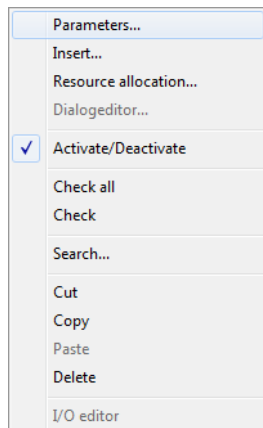 Parameters...
Insert...
Resource allocation...
Dialogeditor...
Activate/Deactivate
Check all
Check
Search...
Cut
Copy
Paste
Delete
I/O editor